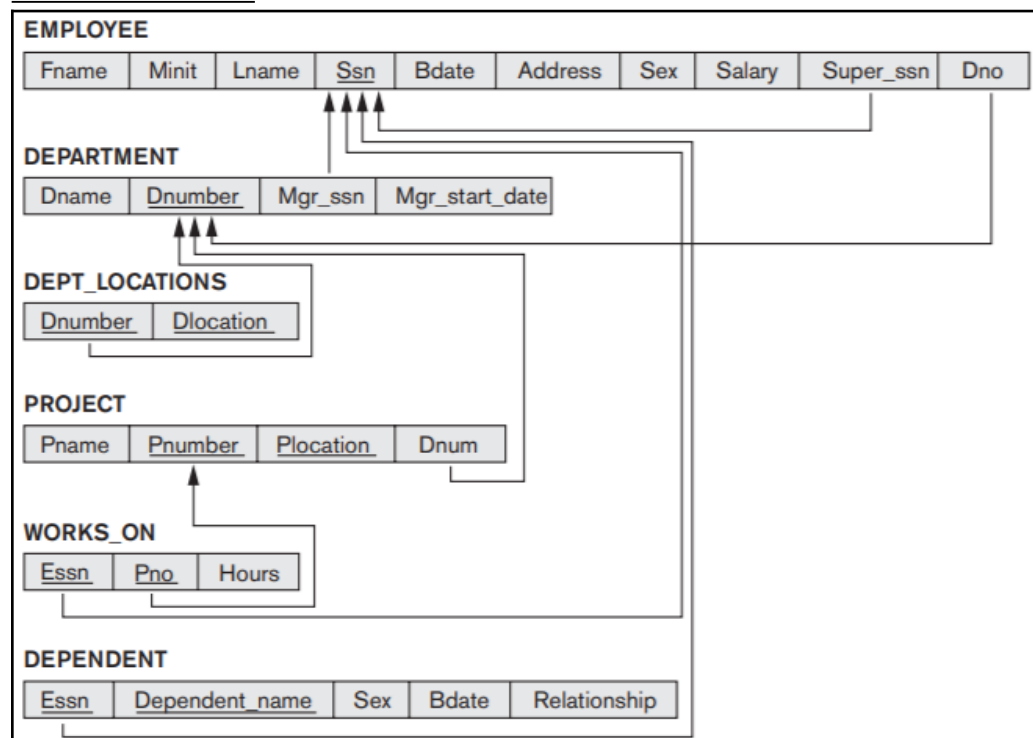 EMPLOYEE
Fname Minit Lname Ssn Bdate Address Sex Salary Super_ssn Dno
DEPARTMENT
Dname Dnumber Mgr_ssn Mgr_start_date
DEPT_LOCATIONS
Dnumber Dlocation
PROJECT
Pname Pnumber Plocation Dnum
WORKS_ON
Essn Pno Hours
DEPENDENT
Essn Dependent_name Sex Bdate Relationship